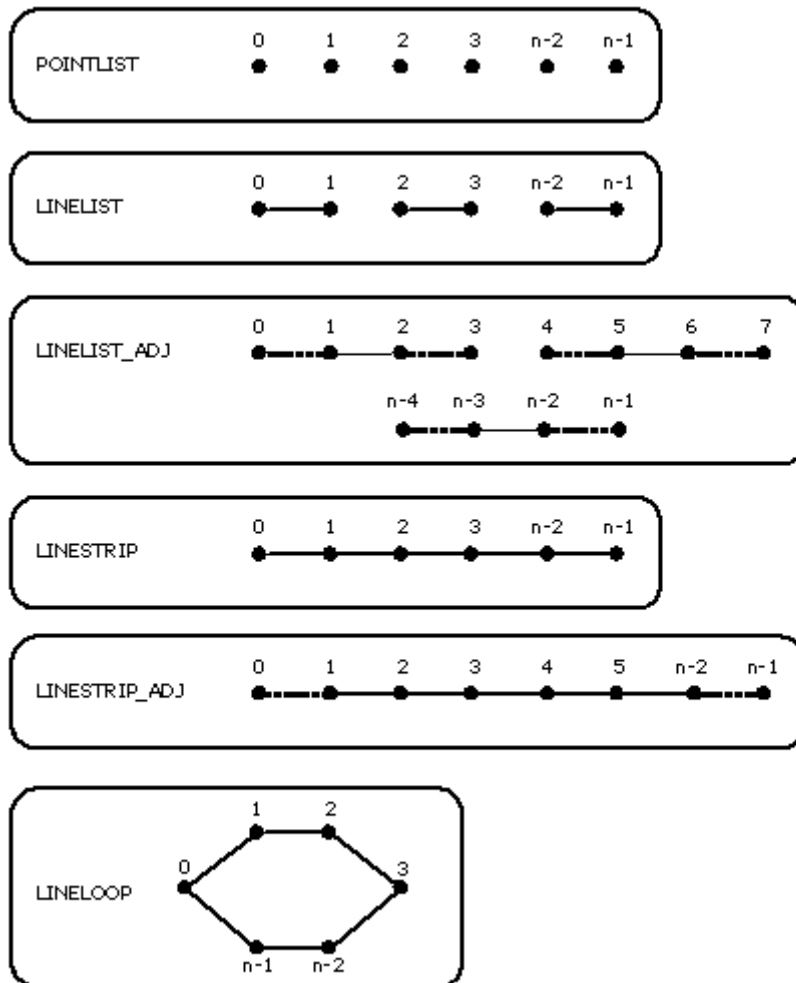 0 1 2 3 n-2 n-1
POINTLIST
0 1 2 3 n-2 n-1
LINELIST
0 1 2 3 4 5 6 7
LINELIST_ADJ
n-4 n-3 n-2 n-1
0 1 2 3 n-2 n-1
LINESTRIP
0 1 2 3 4 5 n-2 n-1
LINESTRIP_ADJ
1 2
0 3
LINELOOP
n-1 n-2